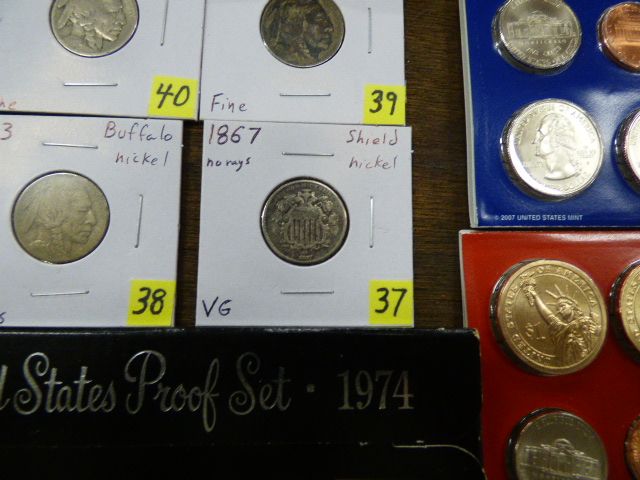 40
Fine
39
Buffalo
nickel
38
1867
no rays
Shield
nickel
VG
37
States Proof Set · 1974
© 2007 UNITED STATES MINT